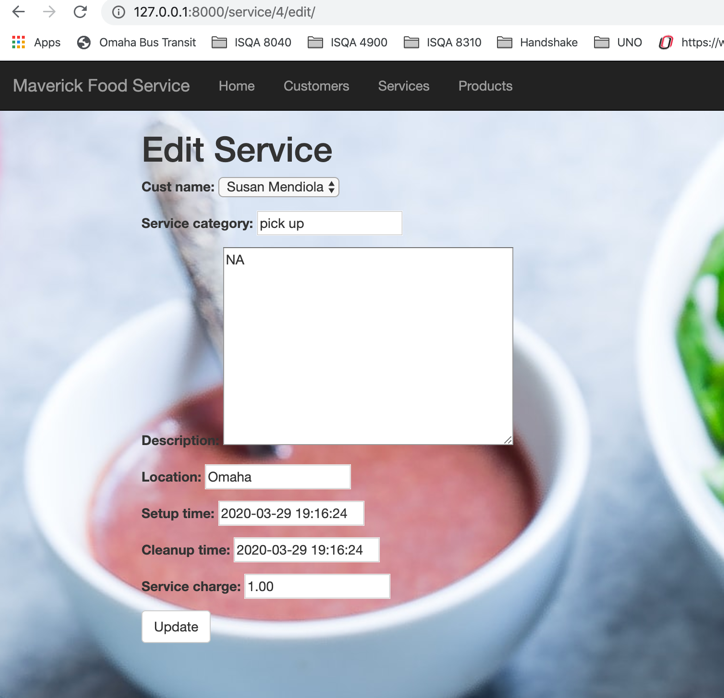 127.0.0.1:8000/service/4/edit/
Apps Omaha Bus Transit ISQA 8040 ISQA 4900 ISQA 8310 Handshake UNO https://w
Maverick Food Service Home Customers Services Products
Edit Service
Cust name: Susan Mendiola
Service category: pick up
NA
Description:
Location: Omaha
Setup time: 2020-03-29 19:16:24
Cleanup time: 2020-03-29 19:16:24
Service charge: 1.00
Update